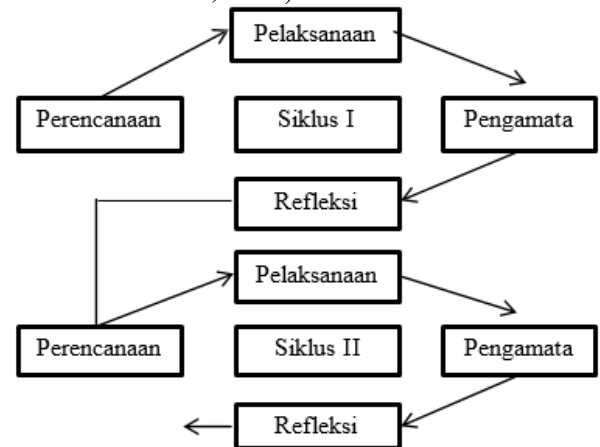 Pelaksanaan
Perencanaan
Siklus I
Pengamata
Refleksi
Pelaksanaan
Perencanaan
Siklus II
Pengamata
Refleksi